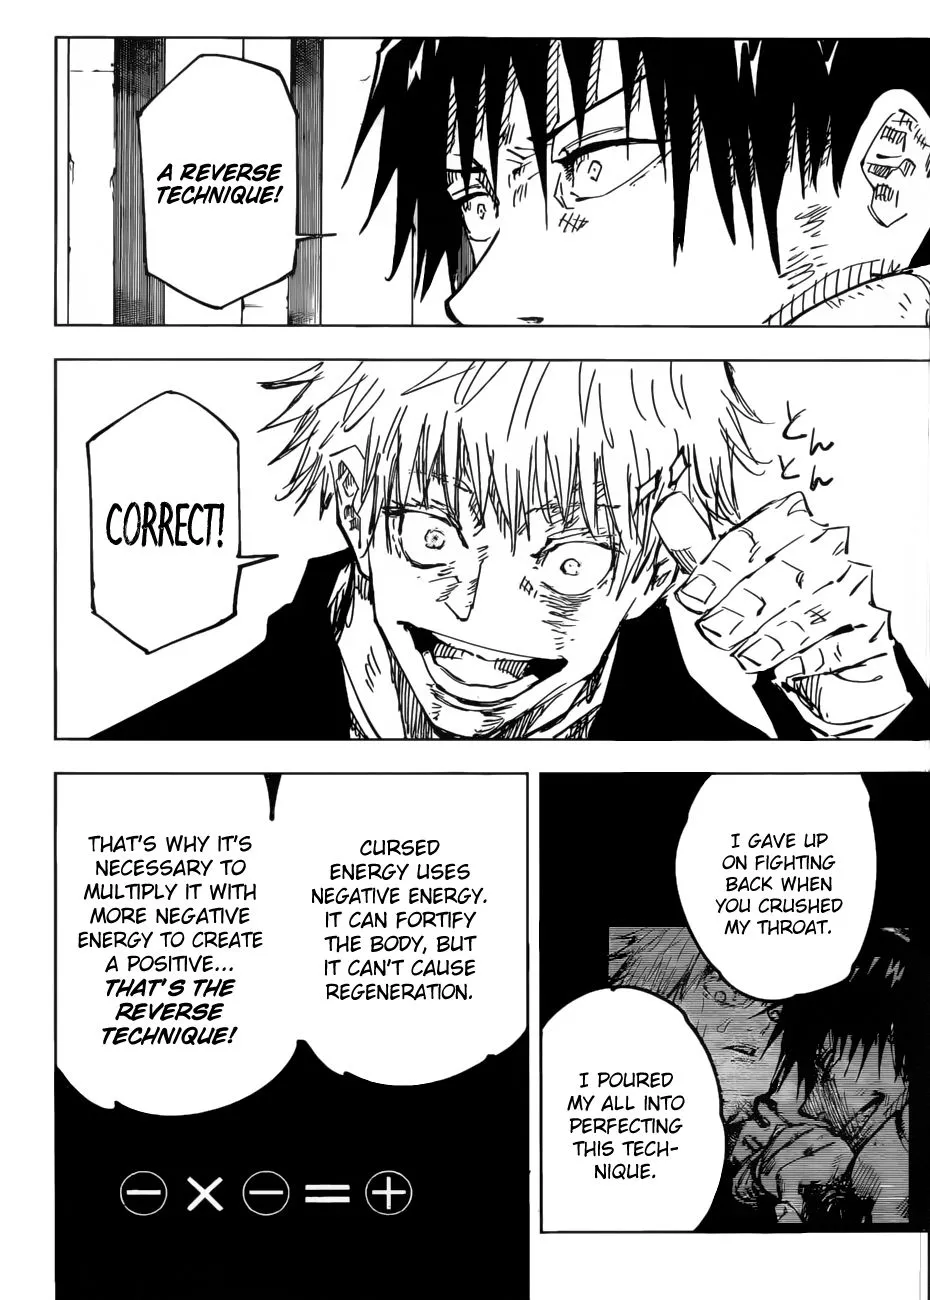 A REVERSE
TECHNIQUE!
CORRECT!
とん
とん
I GAVE UP
ON FIGHTING
BACK WHEN
YOU CRUSHED
MY THROAT.
I POURED
MY ALL INTO
PERFECTING
THIS TECH-
NIQUE.
CURSED
ENERGY USES
NEGATIVE ENERGY.
IT CAN FORTIFY
THE BODY, BUT
IT CAN'T CAUSE
REGENERATION.
THAT'S WHY IT'S
NECESSARY TO
MULTIPLY IT WITH
MORE NEGATIVE
ENERGY TO CREATE
A POSITIVE...
THAT'S THE
REVERSE
TECHNIQUE!
⊖ × ⊖ = ⊕